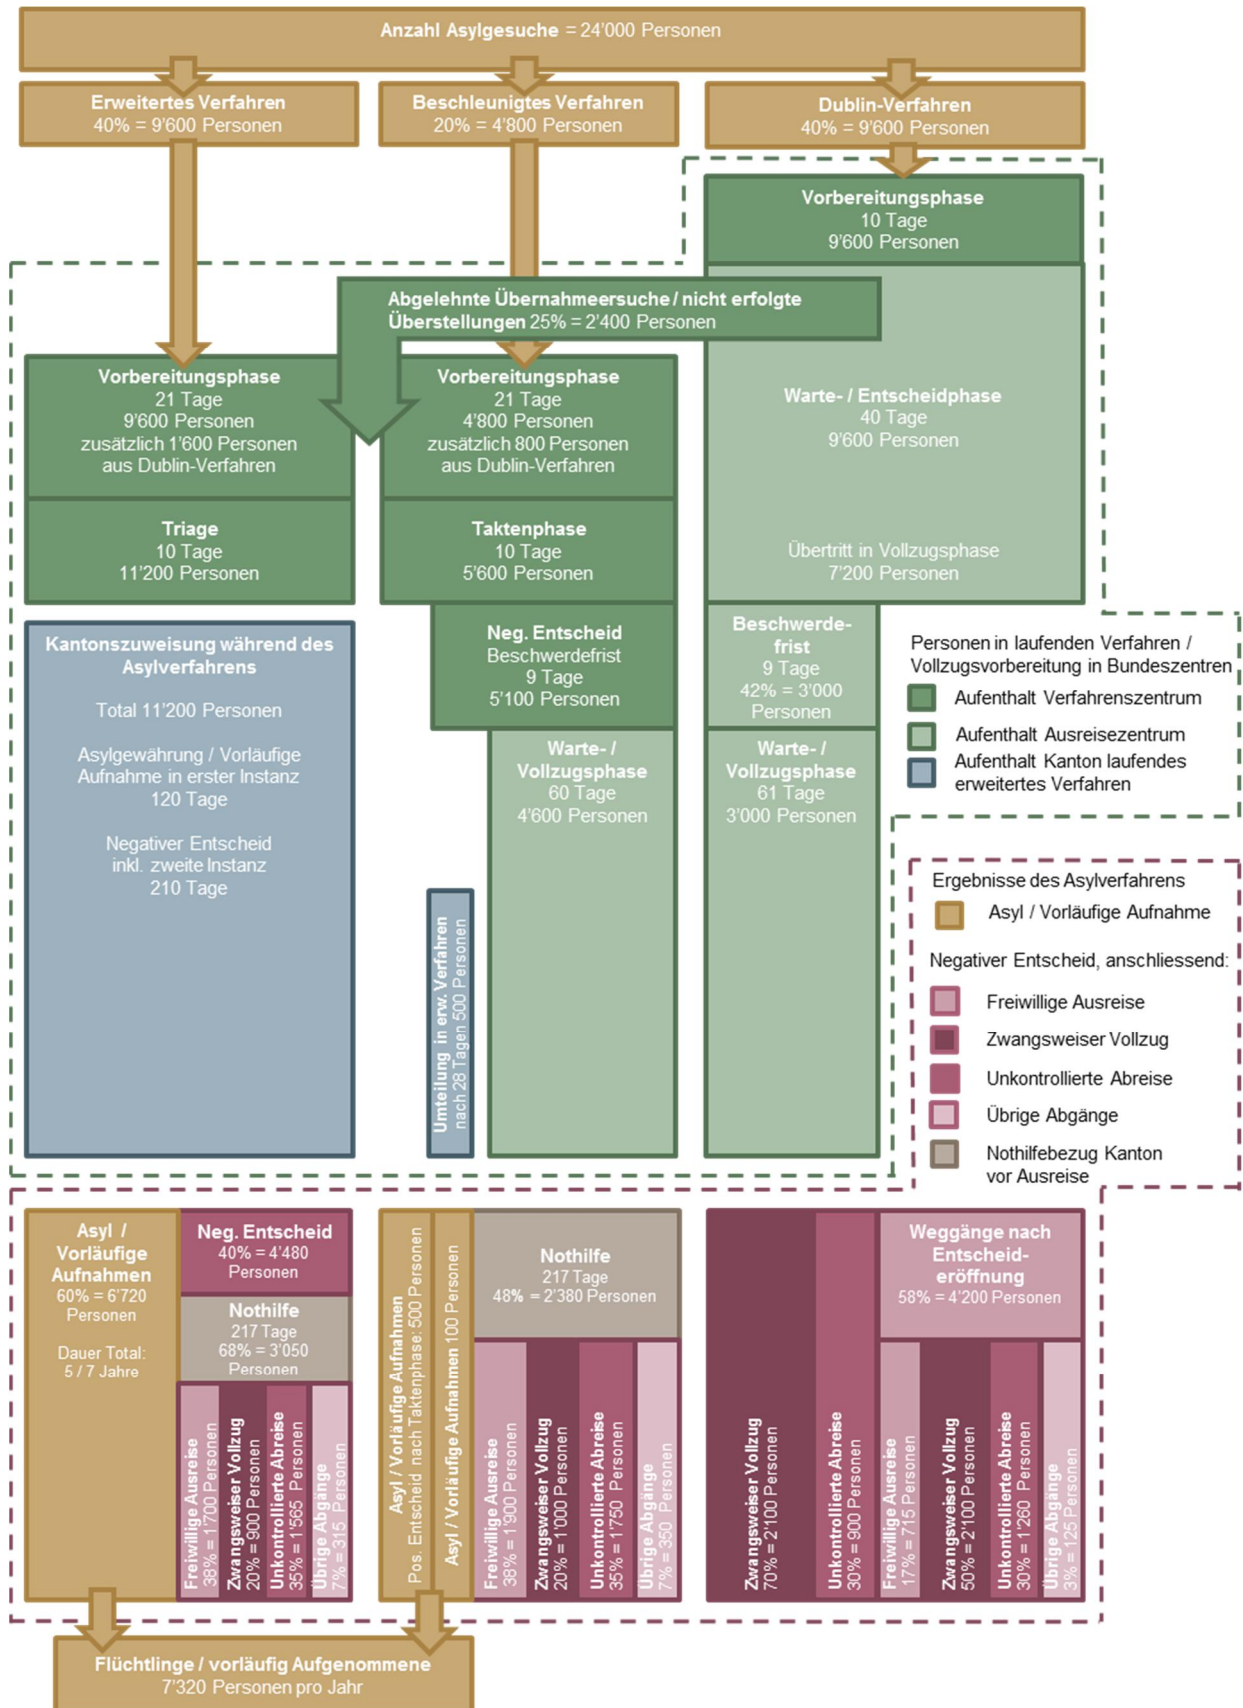 Anzahl Asylgesuche = 24'000 Personen
Erweitertes Verfahren
40% = 9'600 Personen
Beschleunigtes Verfahren
20% = 4'800 Personen
Dublin-Verfahren
40% = 9'600 Personen
Vorbereitungsphase
10 Tage
9'600 Personen
Abgelehnte Übernahmeersuche / nicht erfolgte
Überstellungen 25% = 2'400 Personen
Vorbereitungsphase
21 Tage
9'600 Personen
zusätzlich 1'600 Personen
aus Dublin-Verfahren
Vorbereitungsphase
21 Tage
4'800 Personen
zusätzlich 800 Personen
aus Dublin-Verfahren
Warte- / Entscheidphase
40 Tage
9'600 Personen
Übertritt in Vollzugsphase
7'200 Personen
Triage
10 Tage
11'200 Personen
Taktenphase
10 Tage
5'600 Personen
Kantonszuweisung während des
Asylverfahrens
Total 11'200 Personen
Asylgewährung / Vorläufige
Aufnahme in erster Instanz
120 Tage
Negativer Entscheid
inkl. zweite Instanz
210 Tage
Neg. Entscheid
Beschwerdefrist
9 Tage
5'100 Personen
Beschwerde-
frist
9 Tage
42% = 3'000
Personen
Warte- /
Vollzugsphase
60 Tage
4'600 Personen
Warte- /
Vollzugsphase
61 Tage
3'000 Personen
Umteilung in erw. Verfahren
nach 28 Tagen 500 Personen
Personen in laufenden Verfahren /
Vollzugsvorbereitung in Bundeszentren
Aufenthalt Verfahrenszentrum
Aufenthalt Ausreisezentrum
Aufenthalt Kanton laufendes
erweitertes Verfahren
Ergebnisse des Asylverfahrens
Asyl / Vorläufige Aufnahme
Negativer Entscheid, anschliessend:
Freiwillige Ausreise
Zwangsweiser Vollzug
Unkontrollierte Abreise
Übrige Abgänge
Nothilfebezug Kanton
vor Ausreise
Asyl /
Vorläufige
Aufnahmen
60% = 6'720
Personen
Dauer Total:
5 / 7 Jahre
Neg. Entscheid
40% = 4'480
Personen
Nothilfe
217 Tage
68% = 3'050
Personen
Freiwillige Ausreise
38% = 1'700 Personen
Zwangsweiser Vollzug
20% = 900 Personen
Unkontrollierte Abreise
35% = 1'565 Personen
Übrige Abgänge
7% = 315 Personen
Asyl / Vorläufige Aufnahmen
Pos. Entscheid nach Taktenphase: 500 Personen
Asyl / Vorläufige Aufnahmen 100 Personen
Nothilfe
217 Tage
48% = 2'380 Personen
Freiwillige Ausreise
38% = 1'900 Personen
Zwangsweiser Vollzug
20% = 1'000 Personen
Unkontrollierte Abreise
35% = 1'750 Personen
Übrige Abgänge
7% = 350 Personen
Zwangsweiser Vollzug
70% = 2'100 Personen
Unkontrollierte Abreise
30% = 900 Personen
Weggänge nach
Entscheid-
eröffnung
58% = 4'200 Personen
Freiwillige Ausreise
17% = 715 Personen
Zwangsweiser Vollzug
50% = 2'100 Personen
Unkontrollierte Abreise
30% = 1'260 Personen
Übrige Abgänge
3% = 125 Personen
Flüchtlinge / vorläufig Aufgenommene
7'320 Personen pro Jahr